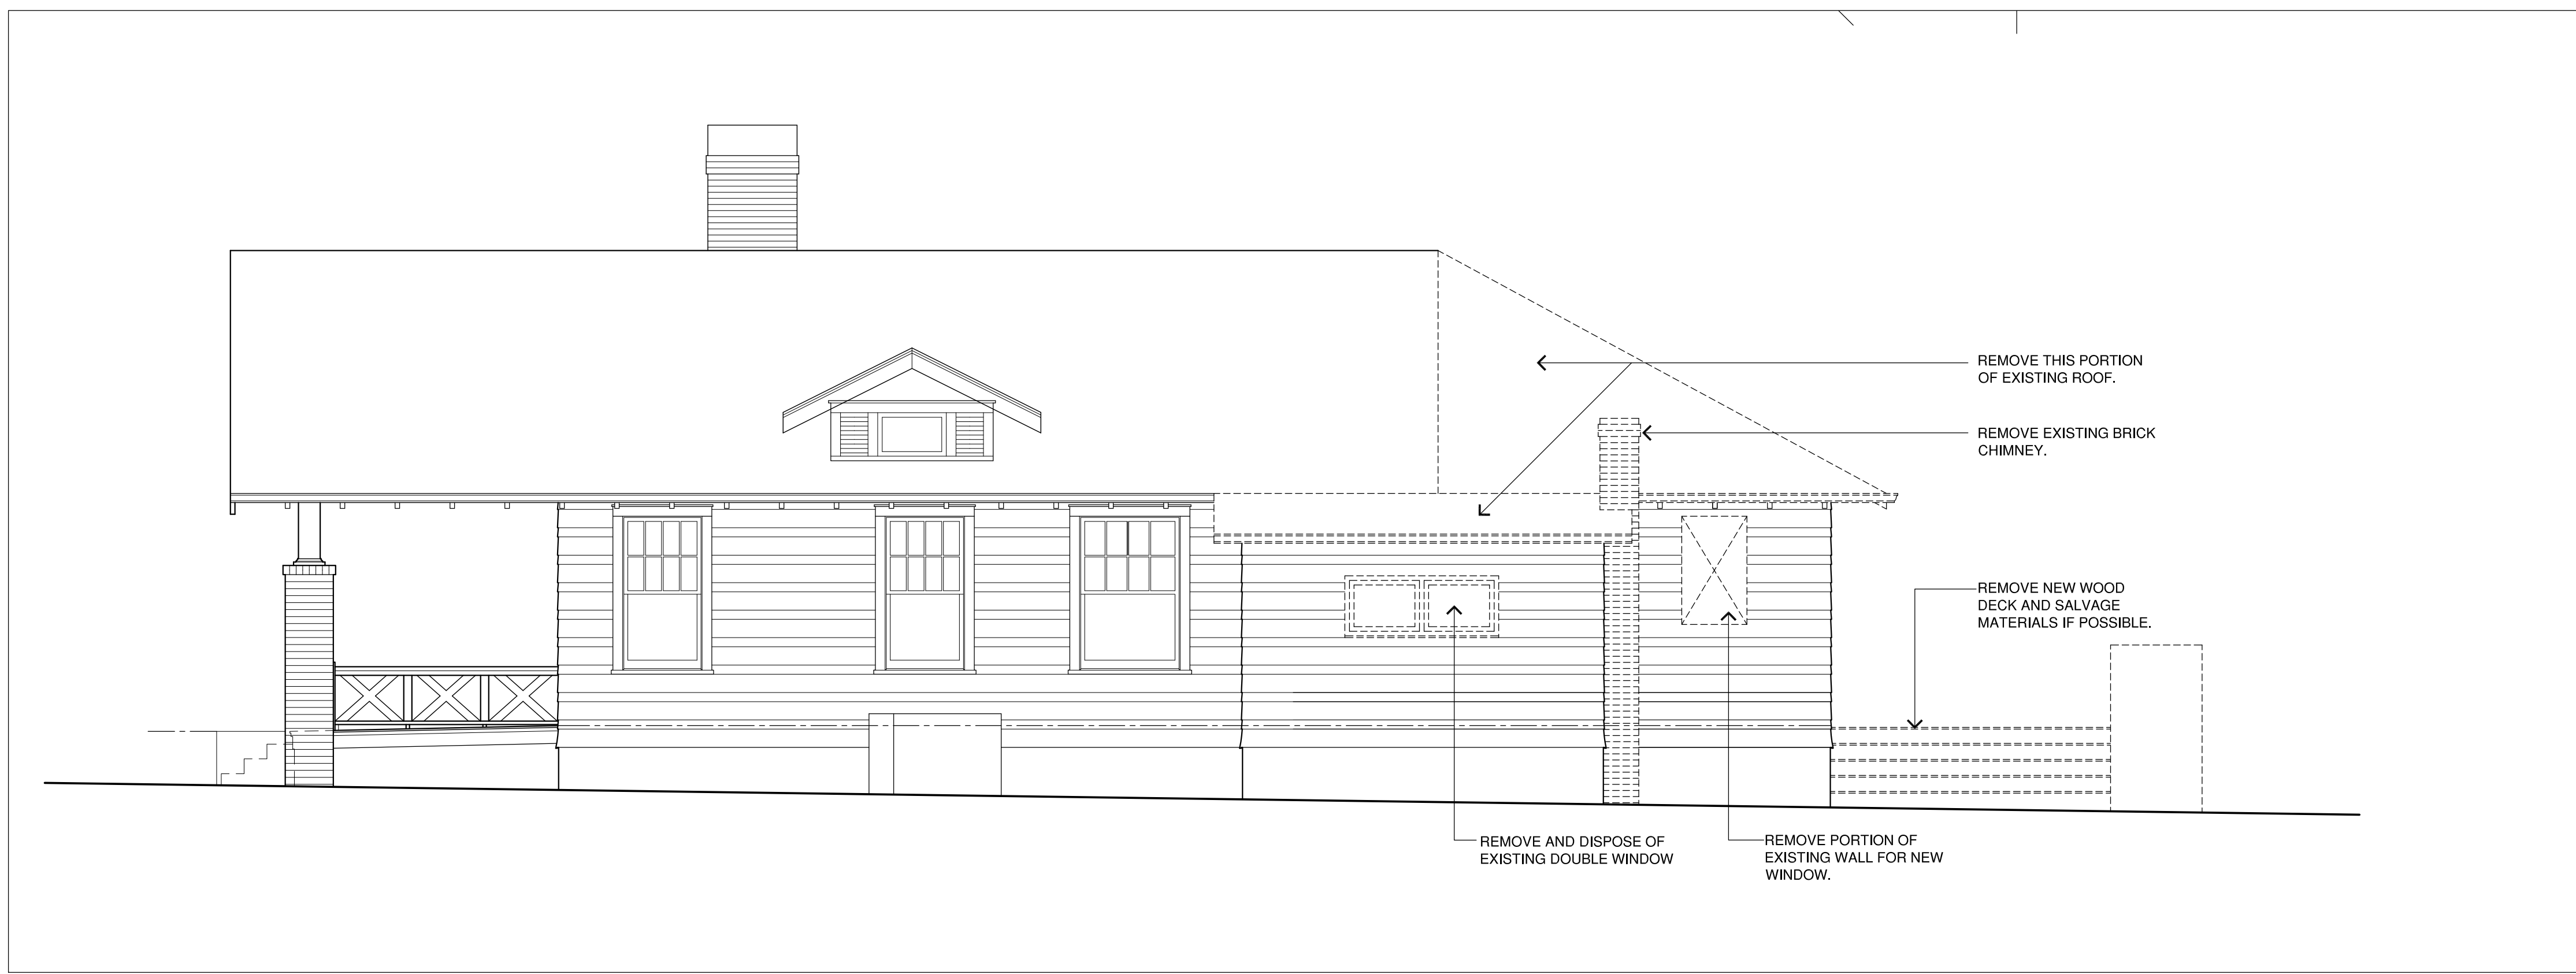 REMOVE THIS PORTION
OF EXISTING ROOF.
REMOVE EXISTING BRICK
CHIMNEY.
REMOVE NEW WOOD
DECK AND SALVAGE
MATERIALS IF POSSIBLE.
REMOVE AND DISPOSE OF
EXISTING DOUBLE WINDOW
REMOVE PORTION OF
EXISTING WALL FOR NEW
WINDOW.